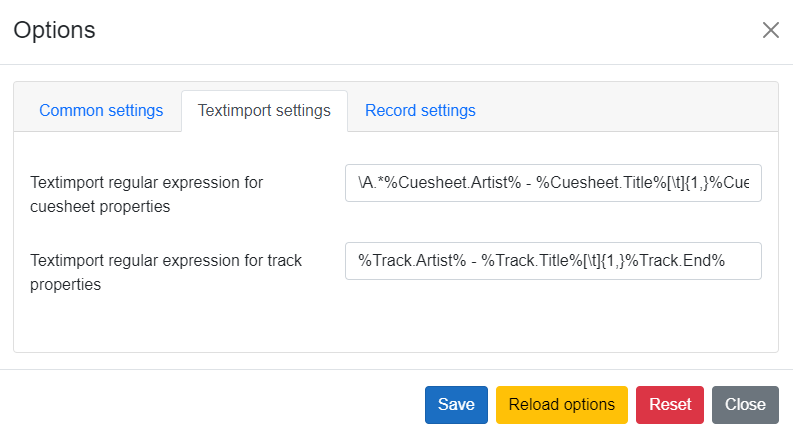 Options
Common settings
Textimport settings
Record settings
Textimport regular expression for
cuesheet properties
\A.*%Cuesheet.Artist% - %Cuesheet.Title%[\t]{1,}%Cue
Textimport regular expression for track
properties
%Track.Artist% - %Track.Title%[\t]{1,}%Track.End%
Save
Reload options
Reset
Close